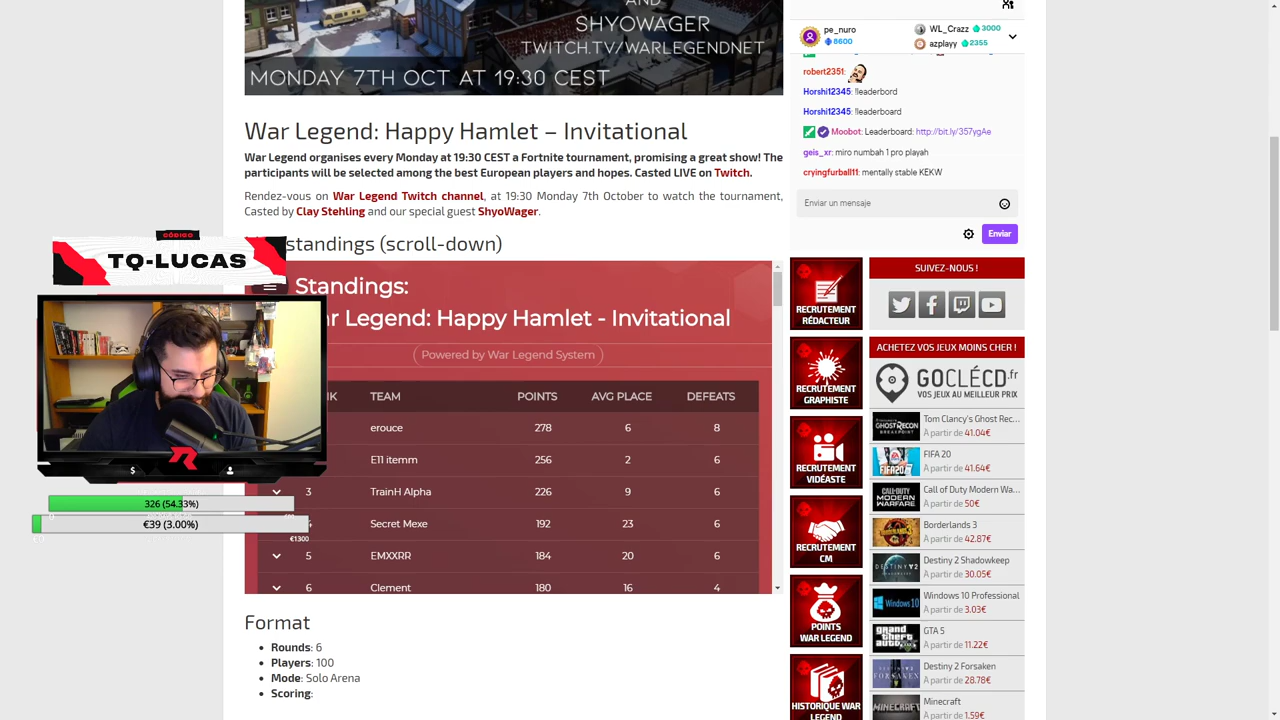 AND
SHYOWAGER
TWITCH.TV/WARLEGENDNET
MONDAY 7TH OCT AT 19:30 CEST
War Legend: Happy Hamlet – Invitational
War Legend organises every Monday at 19:30 CEST a Fortnite tournament, promising a great show! The
participants will be selected among the best European players and hopes. Casted LIVE on Twitch.
Rendez-vous on War Legend Twitch channel, at 19:30 Monday 7th October to watch the tournament,
Casted by Clay Stehling and our special guest ShyoWager.
standings (scroll-down)
CÓDIGO
TQ-LUCAS
Standings:
r Legend: Happy Hamlet - Invitational
Powered by War Legend System
K TEAM POINTS AVG PLACE DEFEATS
erouce 278 6 8
E11 itemm 256 2 6
3 TrainH Alpha 226 9 6
4 Secret Mexe 192 23 6
5 EMXXRR 184 20 6
6 Clement 180 16 4
326 (54.33%)
€39 (3.00%)
€0
€1300
Format
Rounds: 6
Players: 100
Mode: Solo Arena
Scoring:
pe_nuro
8600
WL_Crazz 3000
azplayy 2355
robert2351:
Horshi12345: !leaderbord
Horshi12345: !leaderboard
Moobot: Leaderboard: http://bit.ly/357ygAe
geis_xr: miro numbah 1 pro playah
cryingfurball11: mentally stable KEKW
Enviar un mensaje
Enviar
RECRUTEMENT
RÉDACTEUR
RECRUTEMENT
GRAPHISTE
RECRUTEMENT
VIDÉASTE
RECRUTEMENT
CM
POINTS
WAR LEGEND
HISTORIQUE WAR
LEGEND
SUIVEZ-NOUS !
ACHETEZ VOS JEUX MOINS CHER !
GOCLÉCD.fr
VOS JEUX AU MEILLEUR PRIX
Tom Clancy's Ghost Rec...
À partir de 41.04€
FIFA 20
À partir de 41.64€
Call of Duty Modern Wa...
À partir de 50€
Borderlands 3
À partir de 42.87€
Destiny 2 Shadowkeep
À partir de 30.05€
Windows 10 Professional
À partir de 3.03€
GTA 5
À partir de 11.22€
Destiny 2 Forsaken
À partir de 28.78€
Minecraft
À partir de 1.59€